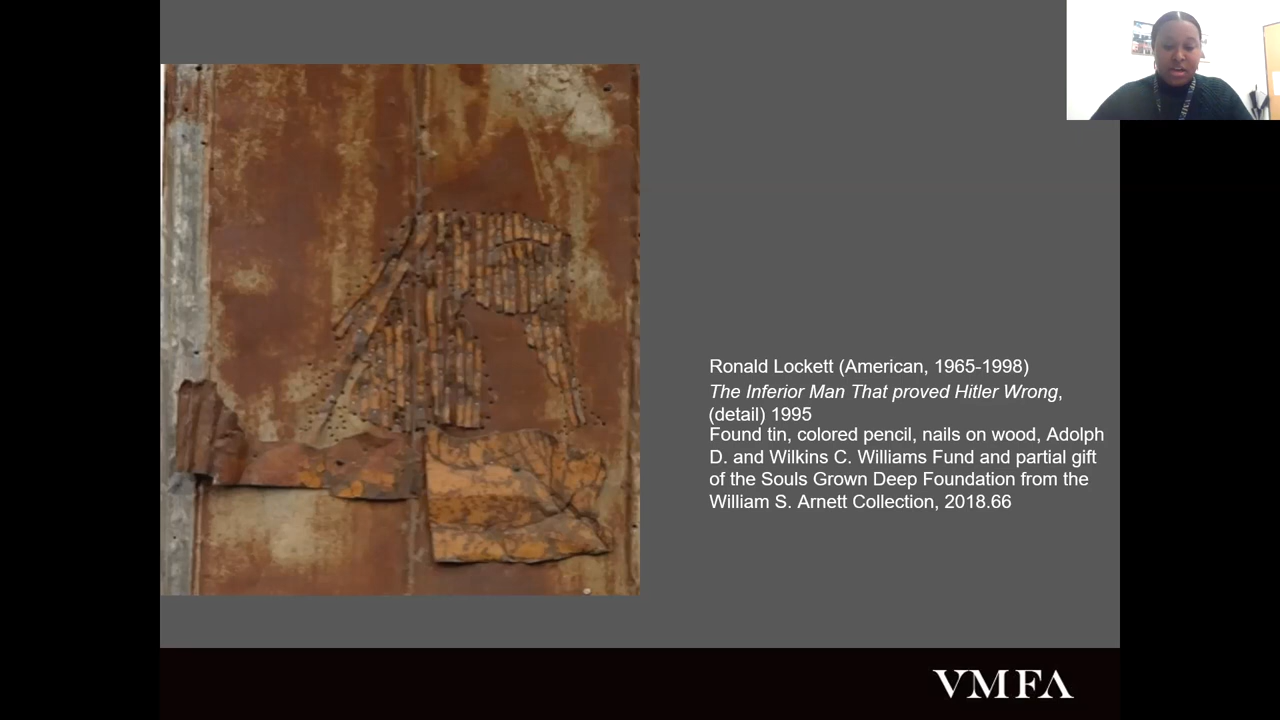 Ronald Lockett (American, 1965-1998)
The Inferior Man That proved Hitler Wrong,
(detail) 1995
Found tin, colored pencil, nails on wood, Adolph
D. and Wilkins C. Williams Fund and partial gift
of the Souls Grown Deep Foundation from the
William S. Arnett Collection, 2018.66
VMFA